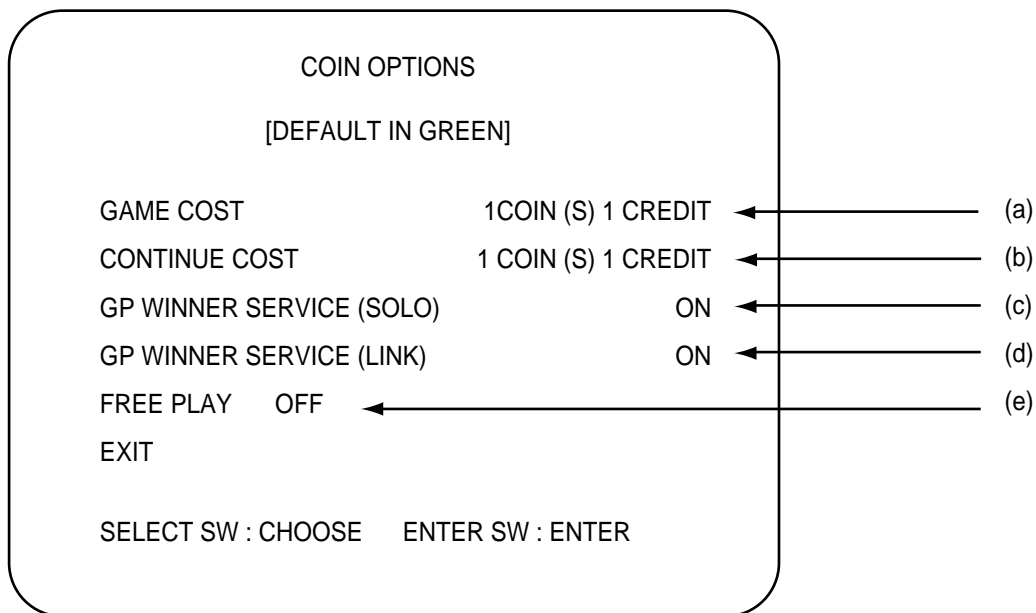 COIN OPTIONS
[DEFAULT IN GREEN]
GAME COST 1COIN (S) 1 CREDIT (a)
CONTINUE COST 1 COIN (S) 1 CREDIT (b)
GP WINNER SERVICE (SOLO) ON (c)
GP WINNER SERVICE (LINK) ON (d)
FREE PLAY OFF (e)
EXIT
SELECT SW : CHOOSE ENTER SW : ENTER